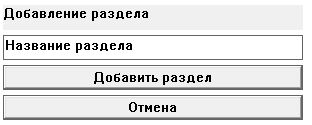 Добавление раздела
Название раздела
Добавить раздел
Отмена